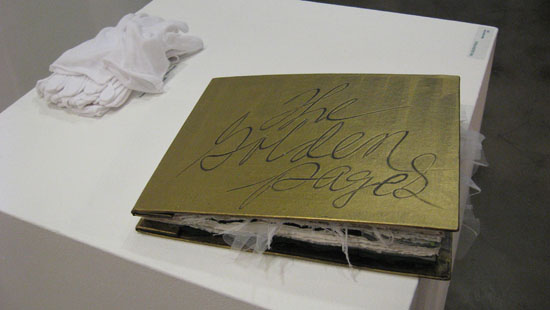 The
Golden
pages